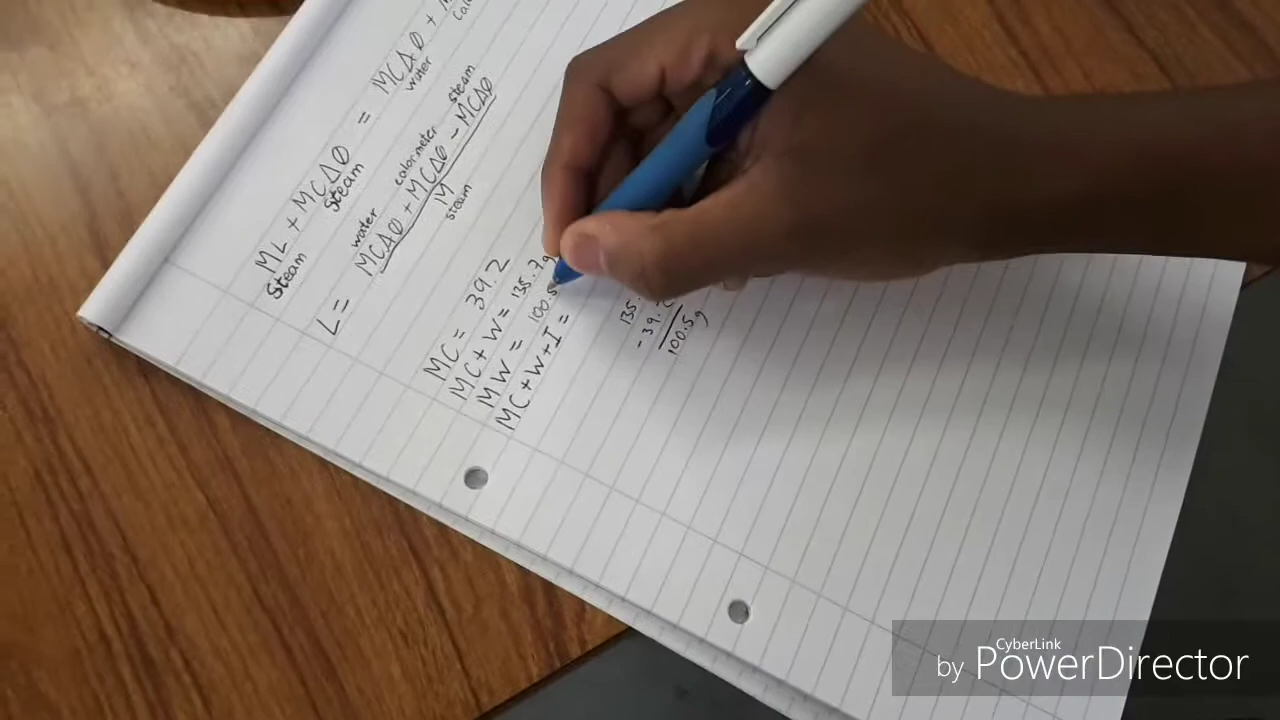 ML + MCΔθ = MCΔθ +
Steam Steam water
water calormeter steam
L = MCΔθ + MCΔθ - MCΔθ
M
steam
MC = 39.2
MC + W = 135.7g
MW = 100.5
MC + W + I =
135.
- 39.
100.5g
CyberLink
by PowerDirector